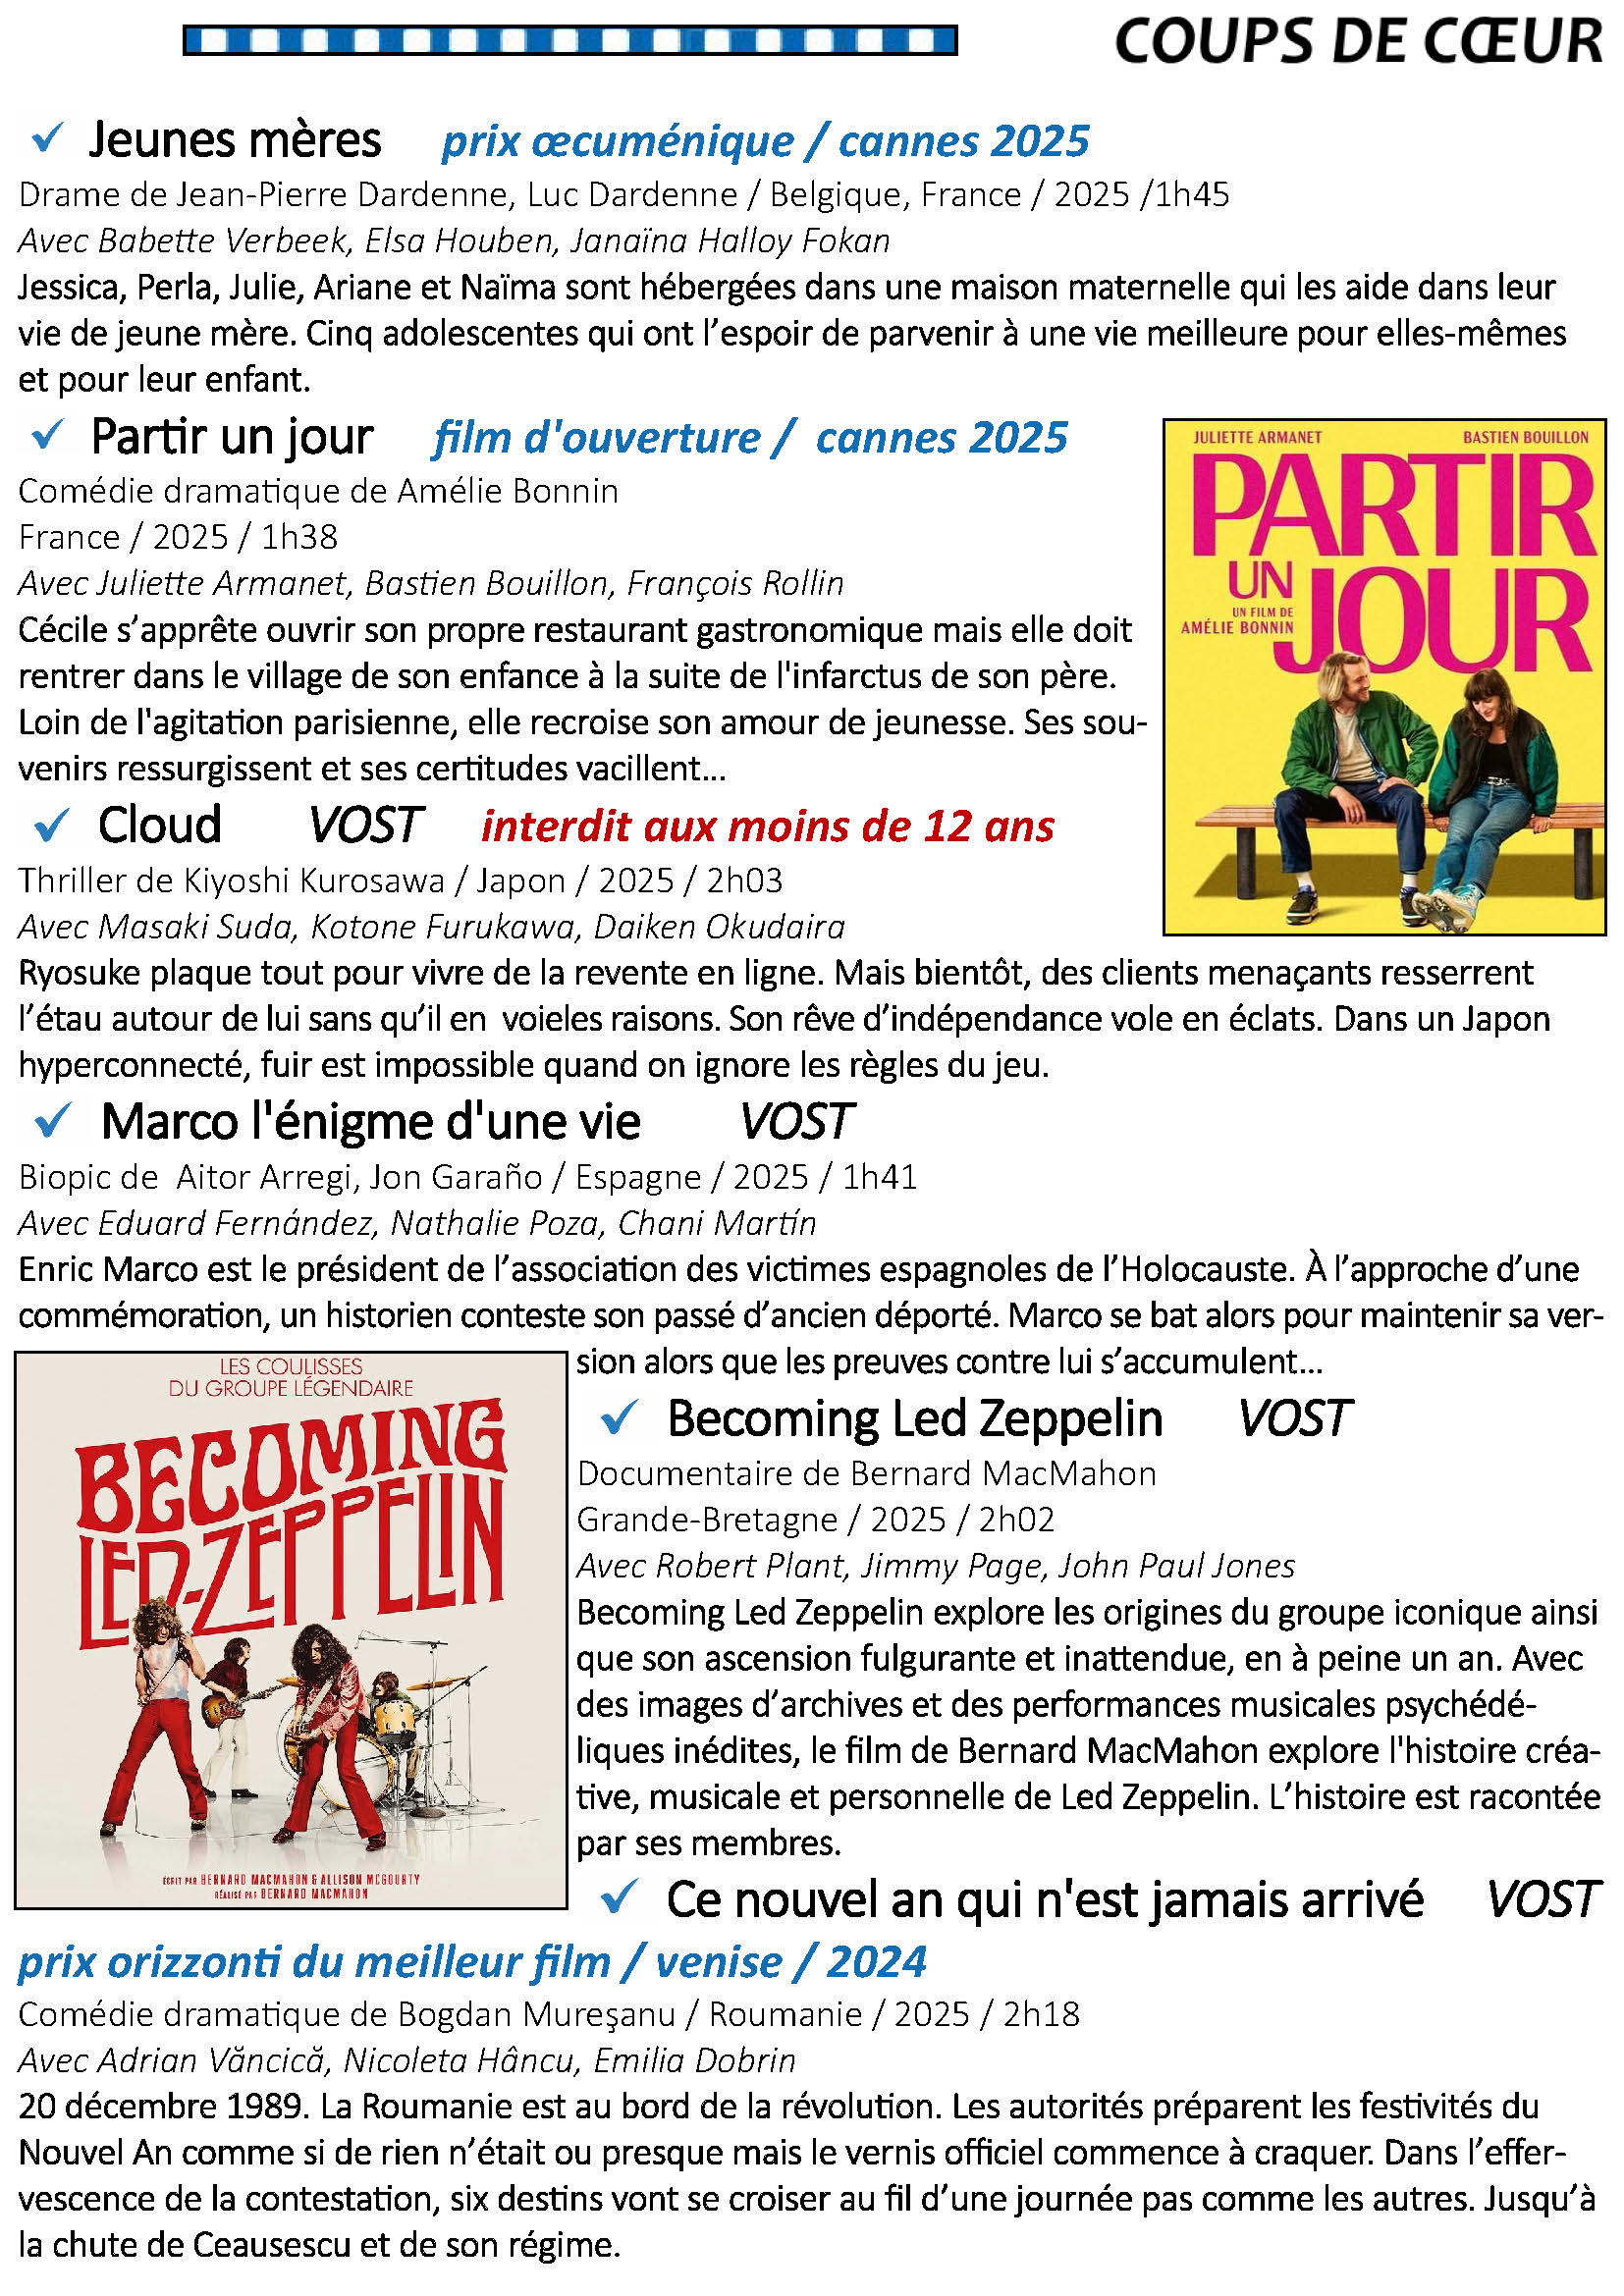 COUPS DE CŒUR
Jeunes mères prix œcuménique / cannes 2025
Drame de Jean-Pierre Dardenne, Luc Dardenne / Belgique, France / 2025 /1h45
Avec Babette Verbeek, Elsa Houben, Janaïna Halloy Fokan
Jessica, Perla, Julie, Ariane et Naïma sont hébergées dans une maison maternelle qui les aide dans leur
vie de jeune mère. Cinq adolescentes qui ont l’espoir de parvenir à une vie meilleure pour elles-mêmes
et pour leur enfant.
Partir un jour film d'ouverture / cannes 2025
Comédie dramatique de Amélie Bonnin
France / 2025 / 1h38
Avec Juliette Armanet, Bastien Bouillon, François Rollin
Cécile s’apprête ouvrir son propre restaurant gastronomique mais elle doit
rentrer dans le village de son enfance à la suite de l'infarctus de son père.
Loin de l'agitation parisienne, elle recroise son amour de jeunesse. Ses sou-
venirs ressurgissent et ses certitudes vacillent...
JULIETTE ARMANET BASTIEN BOUILLON
PARTIR
UN
JOUR
UN FILM DE
AMÉLIE BONNIN
Cloud VOST interdit aux moins de 12 ans
Thriller de Kiyoshi Kurosawa / Japon / 2025 / 2h03
Avec Masaki Suda, Kotone Furukawa, Daiken Okudaira
Ryosuke plaque tout pour vivre de la revente en ligne. Mais bientôt, des clients menaçants resserrent
l’étau autour de lui sans qu’il en voieles raisons. Son rêve d’indépendance vole en éclats. Dans un Japon
hyperconnecté, fuir est impossible quand on ignore les règles du jeu.
Marco l'énigme d'une vie VOST
Biopic de Aitor Arregi, Jon Garaño / Espagne / 2025 / 1h41
Avec Eduard Fernández, Nathalie Poza, Chani Martín
Enric Marco est le président de l’association des victimes espagnoles de l’Holocauste. À l’approche d’une
commémoration, un historien conteste son passé d’ancien déporté. Marco se bat alors pour maintenir sa ver-
sion alors que les preuves contre lui s’accumulent...
LES COULISSES
DU GROUPE LÉGENDAIRE
BECOMING
LED-ZEPPELIN
ÉCRIT PAR BERNARD MACMAHON & ALLISON MCGOURTY
RÉALISÉ PAR BERNARD MACMAHON
Becoming Led Zeppelin VOST
Documentaire de Bernard MacMahon
Grande-Bretagne / 2025 / 2h02
Avec Robert Plant, Jimmy Page, John Paul Jones
Becoming Led Zeppelin explore les origines du groupe iconique ainsi
que son ascension fulgurante et inattendue, en à peine un an. Avec
des images d’archives et des performances musicales psychédé-
liques inédites, le film de Bernard MacMahon explore l'histoire créa-
tive, musicale et personnelle de Led Zeppelin. L’histoire est racontée
par ses membres.
Ce nouvel an qui n'est jamais arrivé VOST
prix orizzonti du meilleur film / venise / 2024
Comédie dramatique de Bogdan Mureşanu / Roumanie / 2025 / 2h18
Avec Adrian Văncică, Nicoleta Hâncu, Emilia Dobrin
20 décembre 1989. La Roumanie est au bord de la révolution. Les autorités préparent les festivités du
Nouvel An comme si de rien n’était ou presque mais le vernis officiel commence à craquer. Dans l’effer-
vescence de la contestation, six destins vont se croiser au fil d’une journée pas comme les autres. Jusqu’à
la chute de Ceausescu et de son régime.